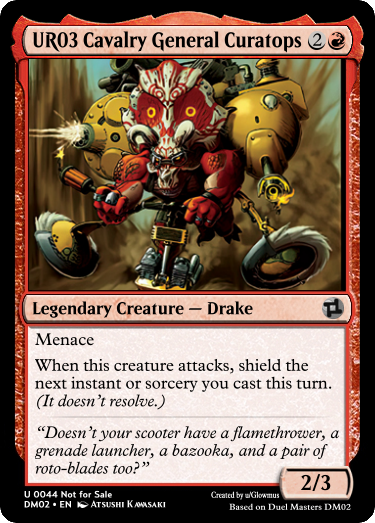 UR03 Cavalry General Curatops 2
Legendary Creature — Drake
Menace
When this creature attacks, shield the
next instant or sorcery you cast this turn.
(It doesn't resolve.)
"Doesn't your scooter have a flamethrower, a
grenade launcher, a bazooka, and a pair of
roto-blades too?"
2/3
U 0044 Not for Sale
DM02 • EN Atsushi Kawasaki
Created by u/Glowmus
Based on Duel Masters DM02